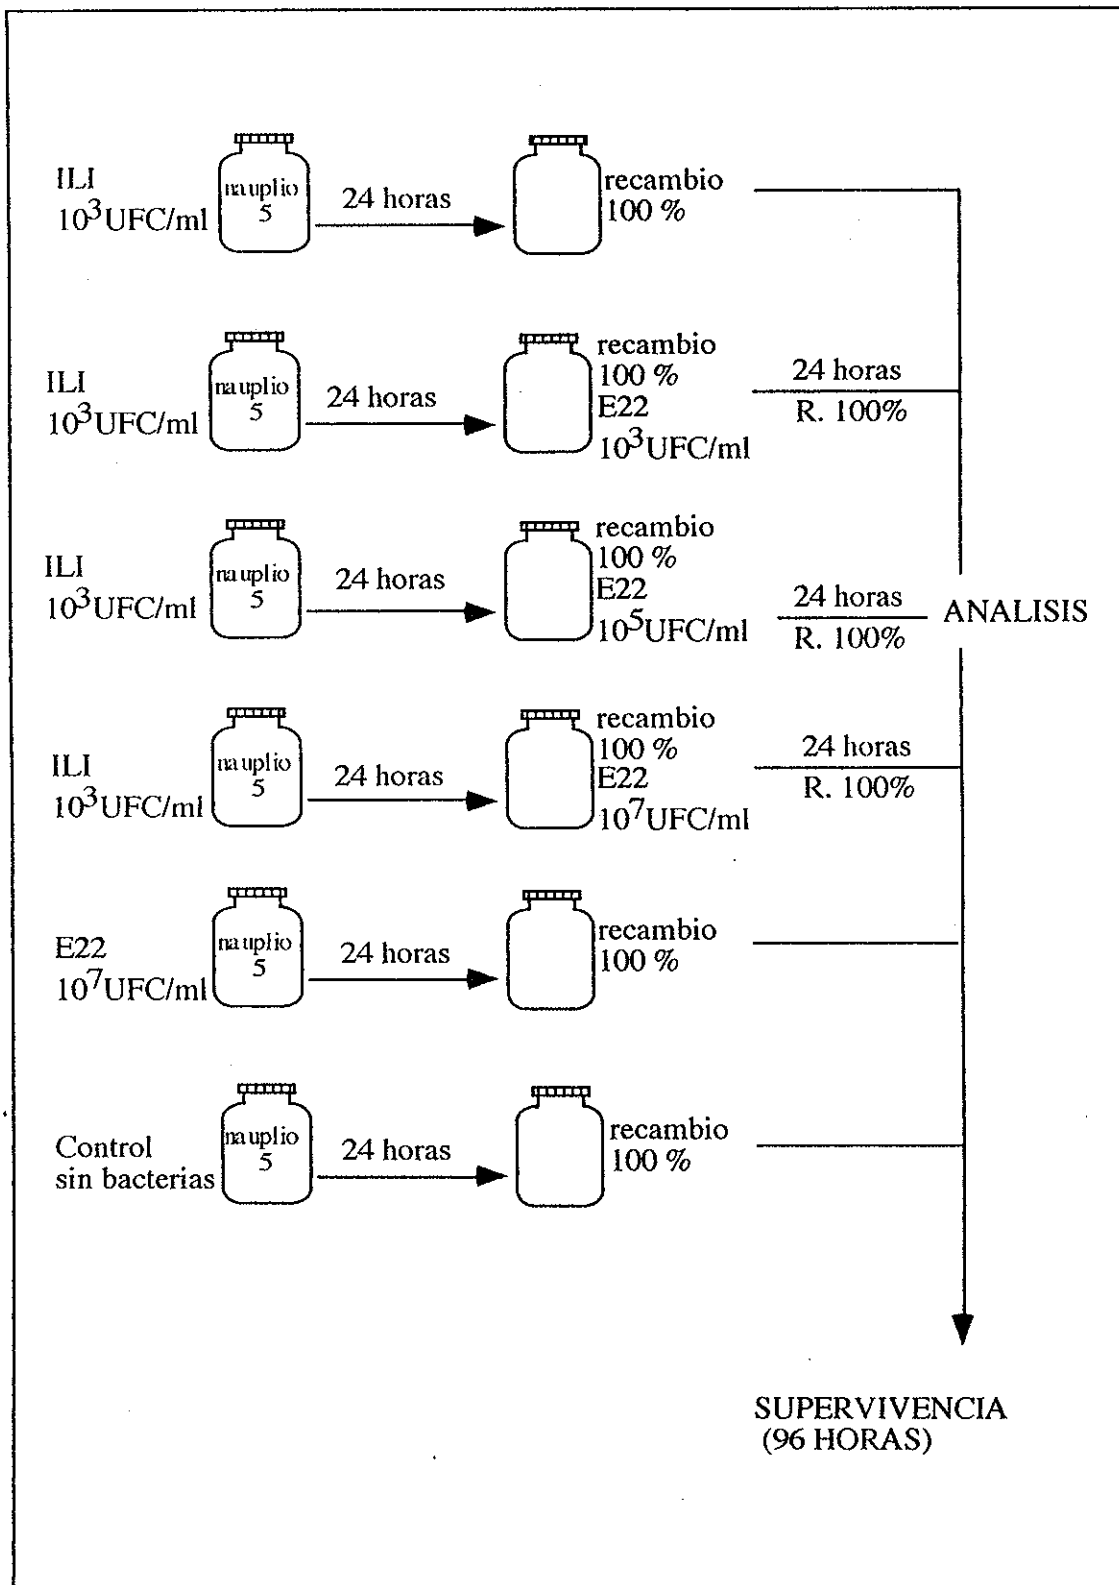 ILI
10³UFC/ml
nauplio
5
24 horas
recambio
100 %
ILI
10³UFC/ml
nauplio
5
24 horas
recambio
100 %
E22
10³UFC/ml
24 horas
R. 100%
ILI
10³UFC/ml
nauplio
5
24 horas
recambio
100 %
E22
10⁵UFC/ml
24 horas
R. 100%
ANALISIS
ILI
10³UFC/ml
nauplio
5
24 horas
recambio
100 %
E22
10⁷UFC/ml
24 horas
R. 100%
E22
10⁷UFC/ml
nauplio
5
24 horas
recambio
100 %
Control
sin bacterias
nauplio
5
24 horas
recambio
100 %
SUPERVIVENCIA
(96 HORAS)